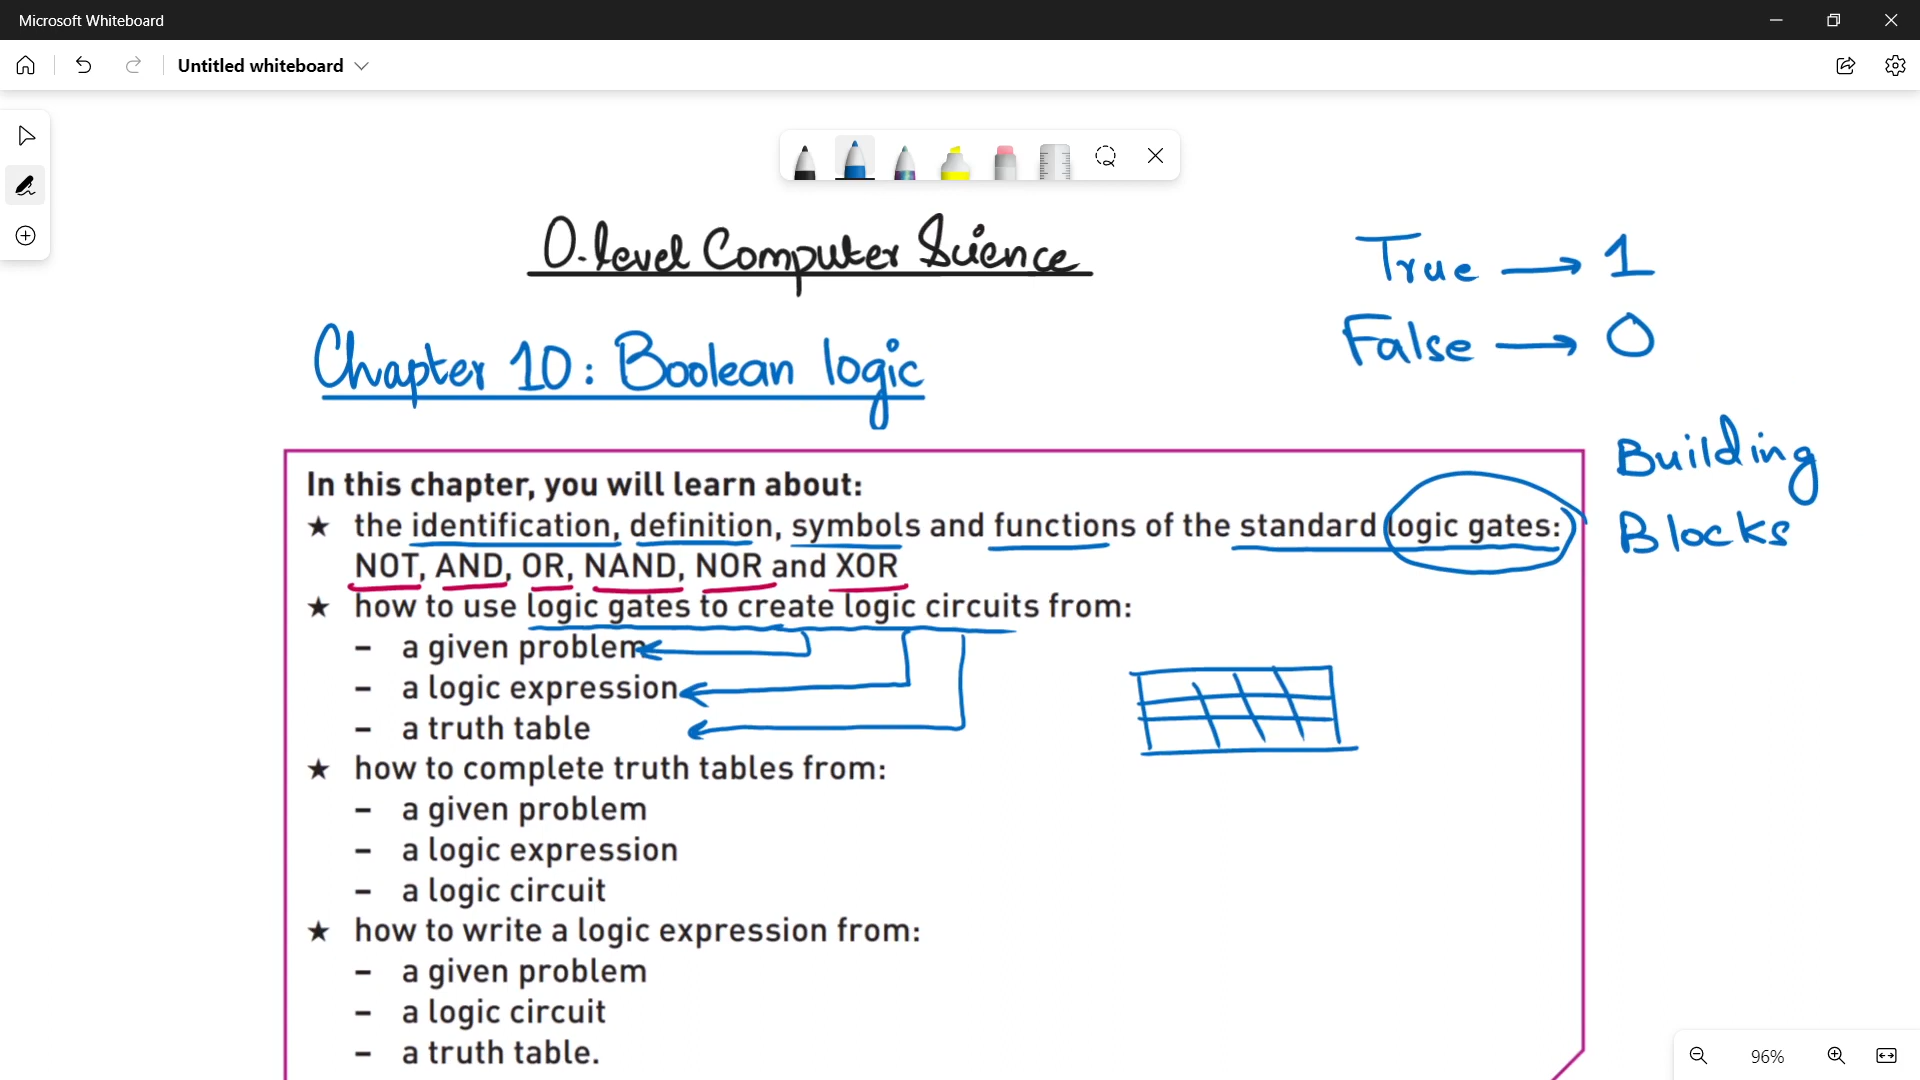 Microsoft Whiteboard
Untitled whiteboard
O.level Computer Science
True → 1
False → 0
Chapter 10: Boolean logic
Building
Blocks
In this chapter, you will learn about:
★ the identification, definition, symbols and functions of the standard logic gates:
NOT, AND, OR, NAND, NOR and XOR
★ how to use logic gates to create logic circuits from:
– a given problem
– a logic expression
– a truth table
★ how to complete truth tables from:
– a given problem
– a logic expression
– a logic circuit
★ how to write a logic expression from:
– a given problem
– a logic circuit
– a truth table.
96%